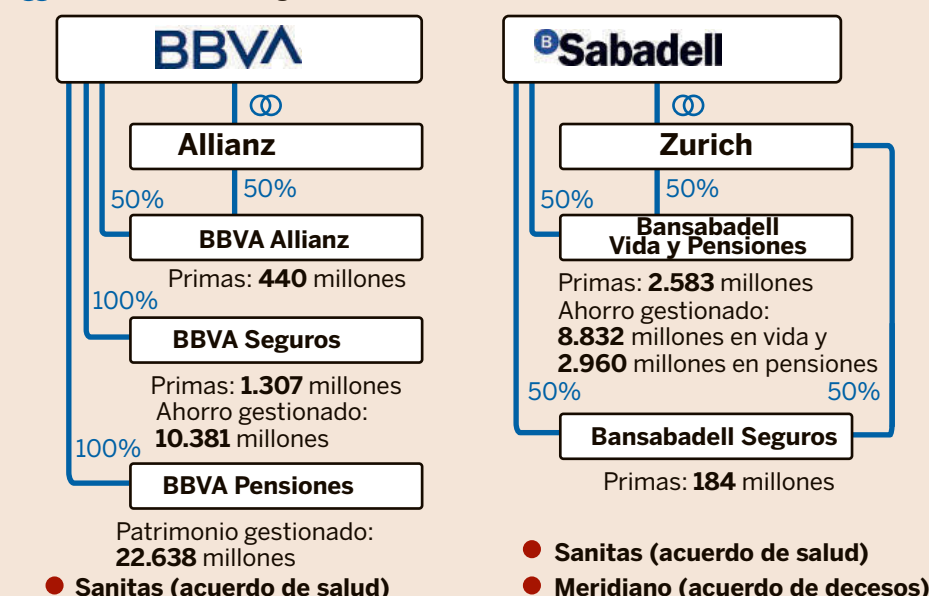 BBVA
Allianz
50%
50%
BBVA Allianz
Primas: 440 millones
100%
BBVA Seguros
Primas: 1.307 millones
Ahorro gestionado:
10.381 millones
100%
BBVA Pensiones
Patrimonio gestionado:
22.638 millones
Sanitas (acuerdo de salud)
B Sabadell
Zurich
50%
50%
Bansabadell
Vida y Pensiones
Primas: 2.583 millones
Ahorro gestionado:
8.832 millones en vida y
2.960 millones en pensiones
50%
50%
Bansabadell Seguros
Primas: 184 millones
Sanitas (acuerdo de salud)
Meridiano (acuerdo de decesos)